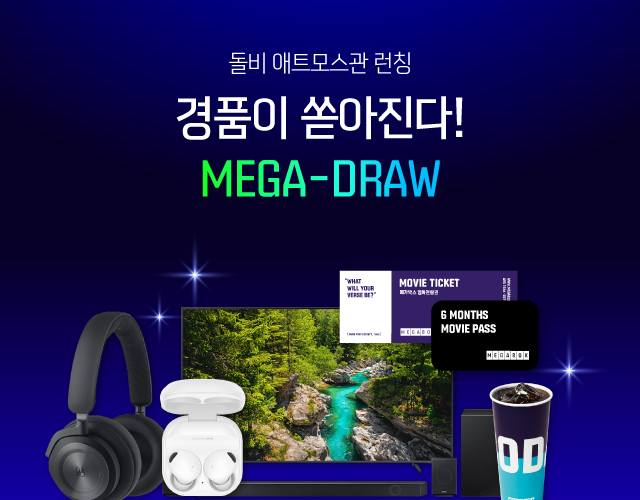 돌비 애트모스관 런칭
경품이 쏟아진다!
MEGA-DRAW
"WHAT
WILL YOUR
VERSE BE?"
MOVIE TICKET
메가박스 영화관람권
MEGABO
6 MONTHS
MOVIE PASS
MEGABOX
OD